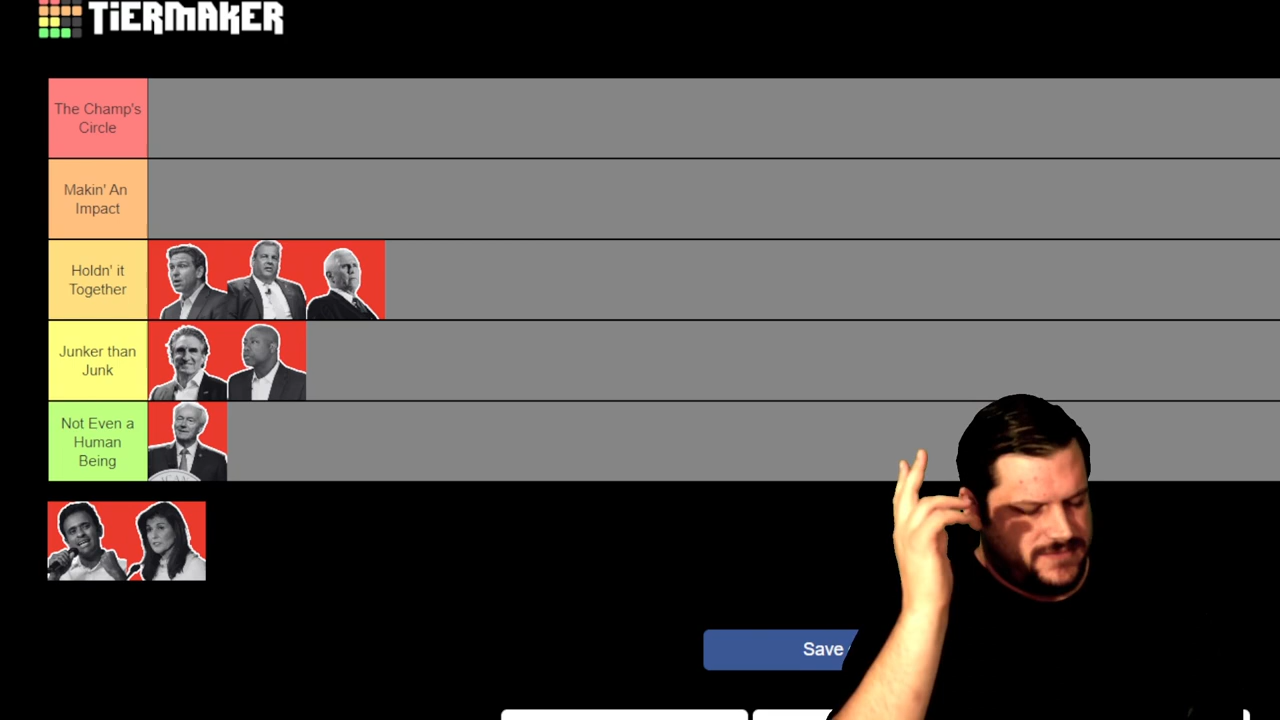 TiERMAKER
The Champ's
Circle
Makin' An
Impact
Holdn' it
Together
Junker than
Junk
Not Even a
Human
Being
Save